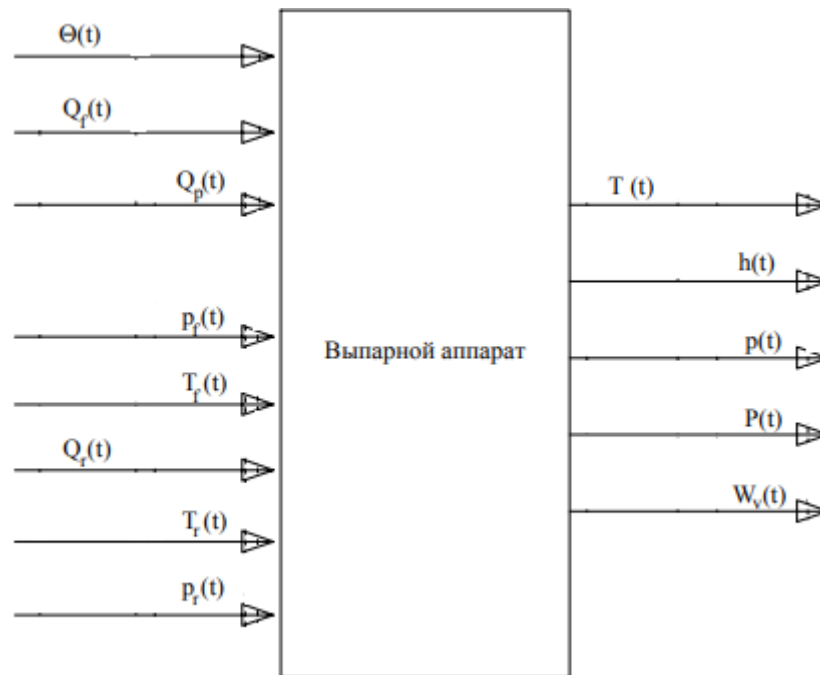 Θ(t)
Q_f(t)
Q_p(t)
p_f(t)
T_f(t)
Q_r(t)
T_r(t)
p_r(t)
Выпарной аппарат
T (t)
h(t)
p(t)
P(t)
W_v(t)